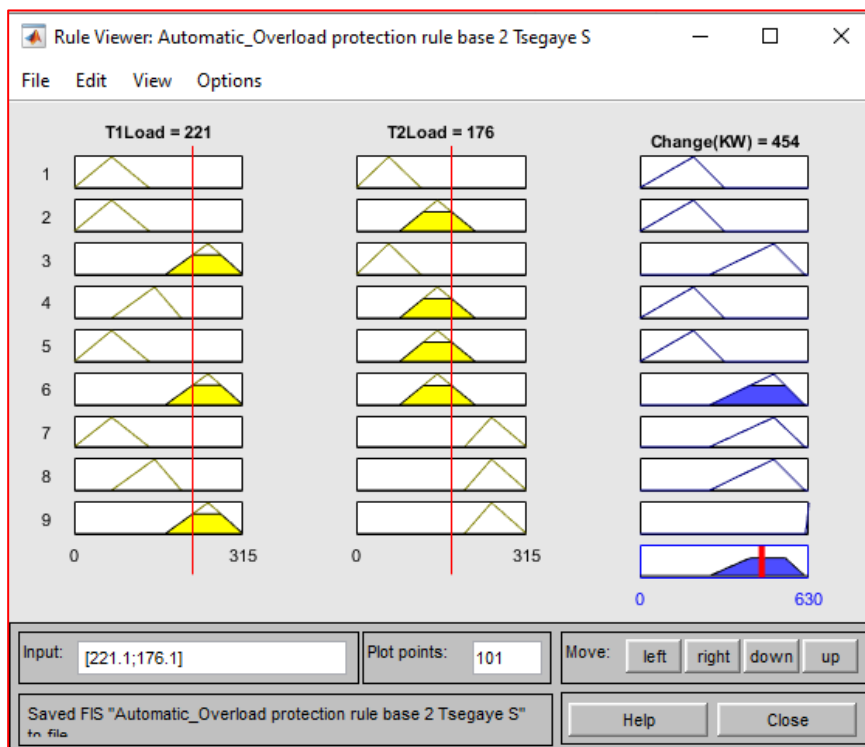 Rule Viewer: Automatic_Overload protection rule base 2 Tsegaye S
File Edit View Options
T1Load = 221 T2Load = 176 Change(KW) = 454
1
2
3
4
5
6
7
8
9
0 315 0 315
0 630
Input: [221.1;176.1] Plot points: 101 Move: left right down up
Saved FIS "Automatic_Overload protection rule base 2 Tsegaye S"
to file
Help Close